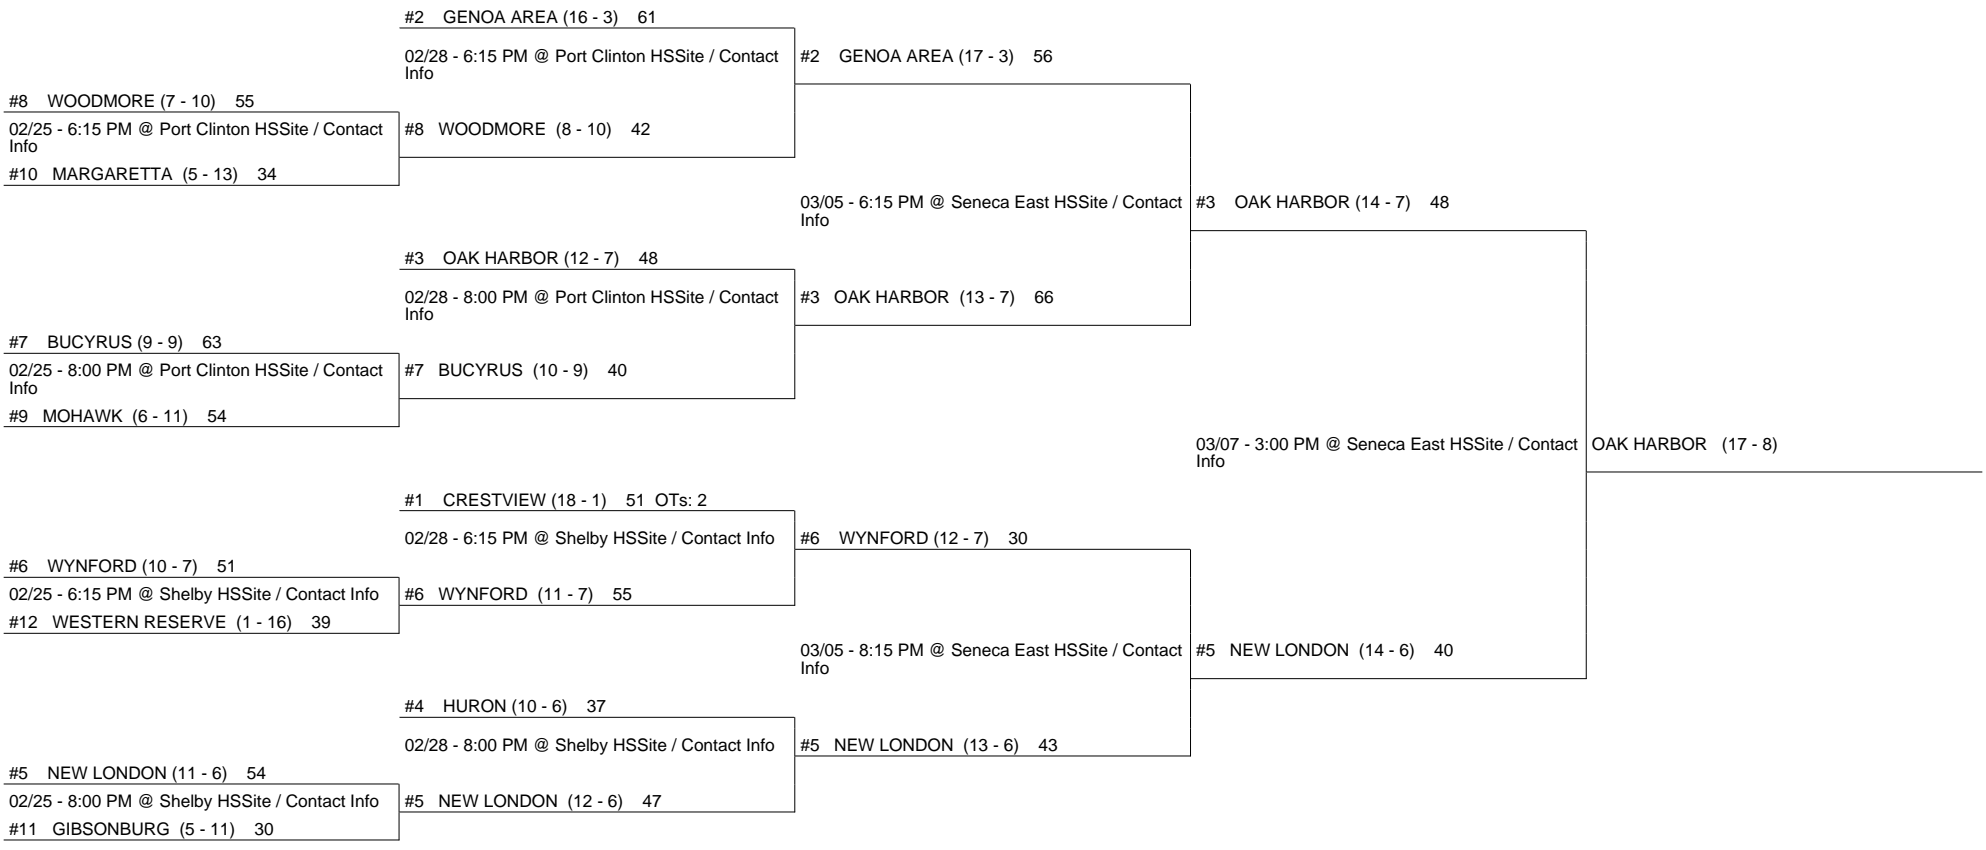 #2 GENOA AREA (16 - 3) 61
02/28 - 6:15 PM @ Port Clinton HSSite / Contact
Info
#2 GENOA AREA (17 - 3) 56
#8 WOODMORE (7 - 10) 55
02/25 - 6:15 PM @ Port Clinton HSSite / Contact
Info
#8 WOODMORE (8 - 10) 42
#10 MARGARETTA (5 - 13) 34
03/05 - 6:15 PM @ Seneca East HSSite / Contact
Info
#3 OAK HARBOR (14 - 7) 48
#3 OAK HARBOR (12 - 7) 48
02/28 - 8:00 PM @ Port Clinton HSSite / Contact
Info
#3 OAK HARBOR (13 - 7) 66
#7 BUCYRUS (9 - 9) 63
02/25 - 8:00 PM @ Port Clinton HSSite / Contact
Info
#7 BUCYRUS (10 - 9) 40
#9 MOHAWK (6 - 11) 54
03/07 - 3:00 PM @ Seneca East HSSite / Contact
Info
OAK HARBOR (17 - 8)
#1 CRESTVIEW (18 - 1) 51 OTs: 2
02/28 - 6:15 PM @ Shelby HSSite / Contact Info
#6 WYNFORD (12 - 7) 30
#6 WYNFORD (10 - 7) 51
02/25 - 6:15 PM @ Shelby HSSite / Contact Info
#6 WYNFORD (11 - 7) 55
#12 WESTERN RESERVE (1 - 16) 39
03/05 - 8:15 PM @ Seneca East HSSite / Contact
Info
#5 NEW LONDON (14 - 6) 40
#4 HURON (10 - 6) 37
02/28 - 8:00 PM @ Shelby HSSite / Contact Info
#5 NEW LONDON (13 - 6) 43
#5 NEW LONDON (11 - 6) 54
02/25 - 8:00 PM @ Shelby HSSite / Contact Info
#5 NEW LONDON (12 - 6) 47
#11 GIBSONBURG (5 - 11) 30